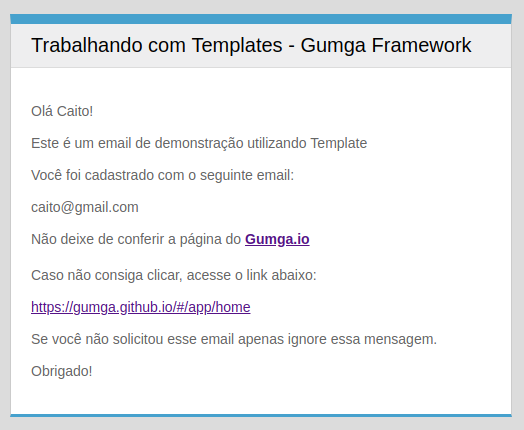 Trabalhando com Templates - Gumga Framework
Olá Caito!
Este é um email de demonstração utilizando Template
Você foi cadastrado com o seguinte email:
caito@gmail.com
Não deixe de conferir a página do Gumga.io
Caso não consiga clicar, acesse o link abaixo:
https://gumga.github.io/#/app/home
Se você não solicitou esse email apenas ignore essa mensagem.
Obrigado!